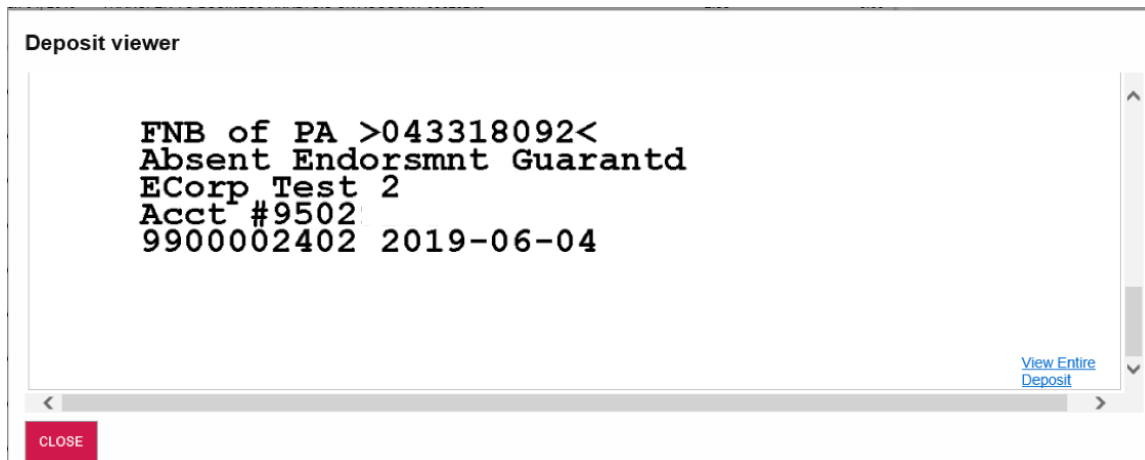 Deposit viewer
FNB of PA >043318092<
Absent Endorsmnt Guarantd
ECorp Test 2
Acct #9502
9900002402 2019-06-04
View Entire
Deposit
CLOSE